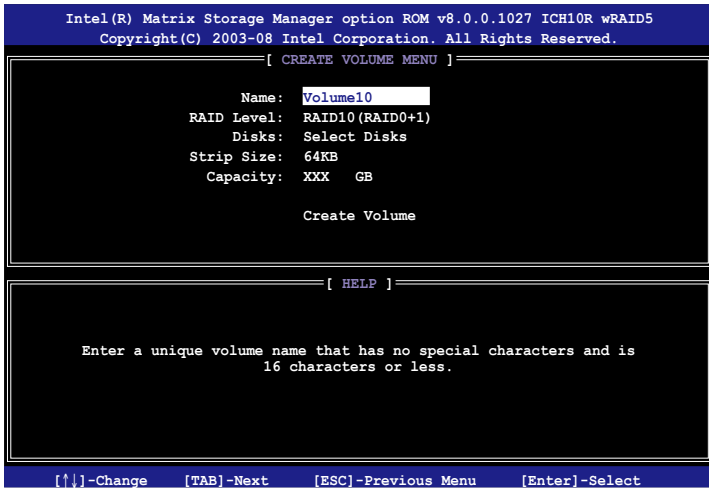 Intel(R) Matrix Storage Manager option ROM v8.0.0.1027 ICH10R wRAID5
Copyright(C) 2003-08 Intel Corporation. All Rights Reserved.
[ CREATE VOLUME MENU ]
Name: Volume10
RAID Level: RAID10(RAID0+1)
Disks: Select Disks
Strip Size: 64KB
Capacity: XXX GB
Create Volume
[ HELP ]
Enter a unique volume name that has no special characters and is
16 characters or less.
[↑↓]-Change [TAB]-Next [ESC]-Previous Menu [Enter]-Select